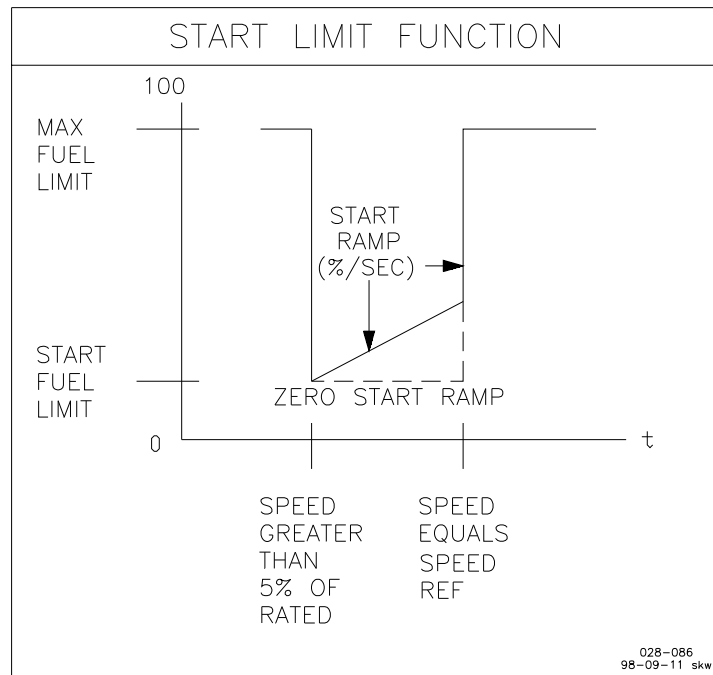 START LIMIT FUNCTION
100
MAX
FUEL
LIMIT
START
RAMP
(%/SEC)
START
FUEL
LIMIT
ZERO START RAMP
0
t
SPEED
GREATER
THAN
5% OF
RATED
SPEED
EQUALS
SPEED
REF
028-086
98-09-11 skw